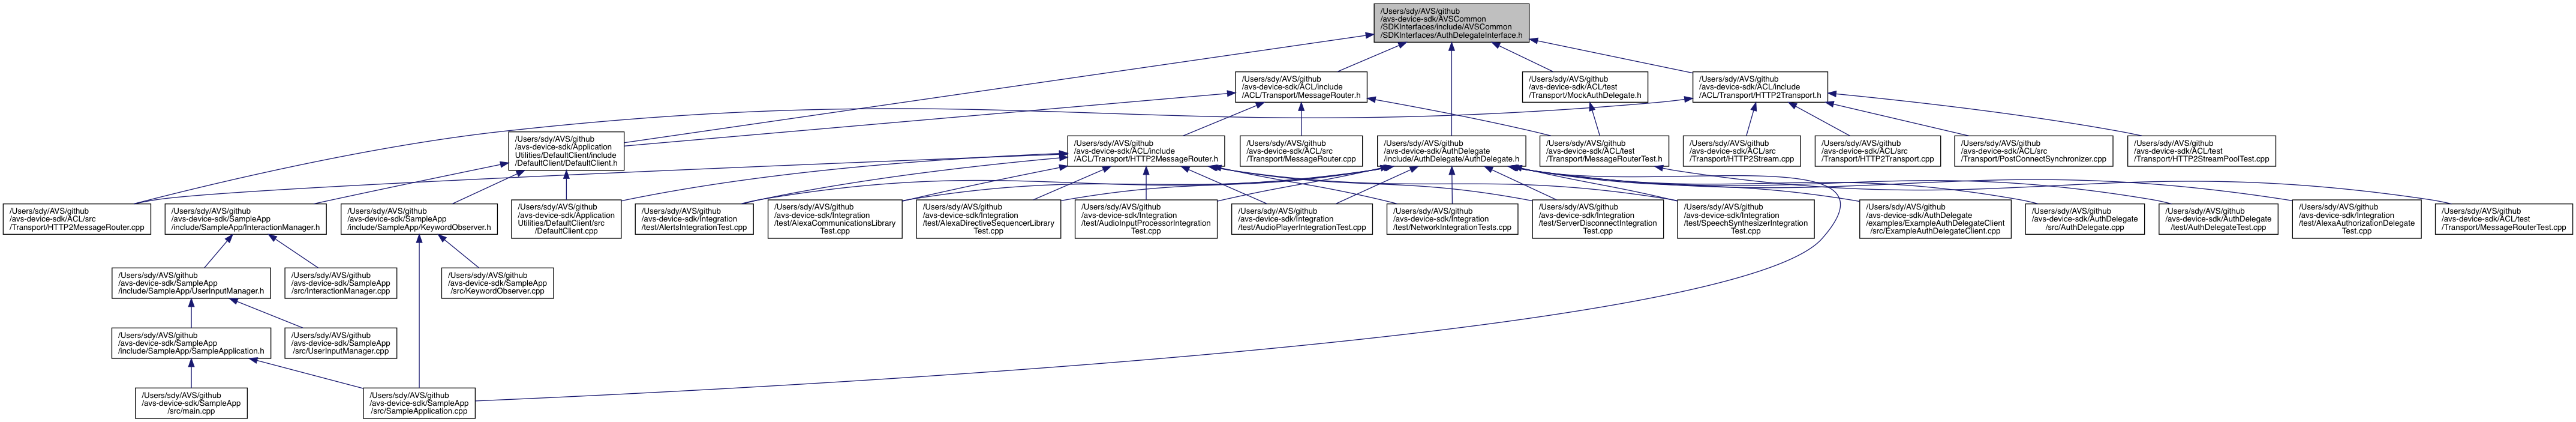 /Users/sdy/AVS/github
/avs-device-sdk/AVSCommon
/SDKInterfaces/include/AVSCommon
/SDKInterfaces/AuthDelegateInterface.h
/Users/sdy/AVS/github
/avs-device-sdk/ACL/include
/ACL/Transport/MessageRouter.h
/Users/sdy/AVS/github
/avs-device-sdk/ACL/test
/Transport/MockAuthDelegate.h
/Users/sdy/AVS/github
/avs-device-sdk/ACL/include
/ACL/Transport/HTTP2Transport.h
/Users/sdy/AVS/github
/avs-device-sdk/Application
Utilities/DefaultClient/include
/DefaultClient/DefaultClient.h
/Users/sdy/AVS/github
/avs-device-sdk/ACL/include
/ACL/Transport/HTTP2MessageRouter.h
/Users/sdy/AVS/github
/avs-device-sdk/ACL/src
/Transport/MessageRouter.cpp
/Users/sdy/AVS/github
/avs-device-sdk/AuthDelegate
/include/AuthDelegate/AuthDelegate.h
/Users/sdy/AVS/github
/avs-device-sdk/ACL/test
/Transport/MessageRouterTest.h
/Users/sdy/AVS/github
/avs-device-sdk/ACL/src
/Transport/HTTP2Stream.cpp
/Users/sdy/AVS/github
/avs-device-sdk/ACL/src
/Transport/HTTP2Transport.cpp
/Users/sdy/AVS/github
/avs-device-sdk/ACL/src
/Transport/PostConnectSynchronizer.cpp
/Users/sdy/AVS/github
/avs-device-sdk/ACL/test
/Transport/HTTP2StreamPoolTest.cpp
/Users/sdy/AVS/github
/avs-device-sdk/ACL/src
/Transport/HTTP2MessageRouter.cpp
/Users/sdy/AVS/github
/avs-device-sdk/SampleApp
/include/SampleApp/InteractionManager.h
/Users/sdy/AVS/github
/avs-device-sdk/SampleApp
/include/SampleApp/KeywordObserver.h
/Users/sdy/AVS/github
/avs-device-sdk/Application
Utilities/DefaultClient/src
/DefaultClient.cpp
/Users/sdy/AVS/github
/avs-device-sdk/Integration
/test/AlertsIntegrationTest.cpp
/Users/sdy/AVS/github
/avs-device-sdk/Integration
/test/AlexaCommunicationsLibrary
Test.cpp
/Users/sdy/AVS/github
/avs-device-sdk/Integration
/test/AlexaDirectiveSequencerLibrary
Test.cpp
/Users/sdy/AVS/github
/avs-device-sdk/Integration
/test/AudioInputProcessorIntegration
Test.cpp
/Users/sdy/AVS/github
/avs-device-sdk/Integration
/test/AudioPlayerIntegrationTest.cpp
/Users/sdy/AVS/github
/avs-device-sdk/Integration
/test/NetworkIntegrationTests.cpp
/Users/sdy/AVS/github
/avs-device-sdk/Integration
/test/ServerDisconnectIntegration
Test.cpp
/Users/sdy/AVS/github
/avs-device-sdk/Integration
/test/SpeechSynthesizerIntegration
Test.cpp
/Users/sdy/AVS/github
/avs-device-sdk/AuthDelegate
/examples/ExampleAuthDelegateClient
/src/ExampleAuthDelegateClient.cpp
/Users/sdy/AVS/github
/avs-device-sdk/AuthDelegate
/src/AuthDelegate.cpp
/Users/sdy/AVS/github
/avs-device-sdk/AuthDelegate
/test/AuthDelegateTest.cpp
/Users/sdy/AVS/github
/avs-device-sdk/Integration
/test/AlexaAuthorizationDelegate
Test.cpp
/Users/sdy/AVS/github
/avs-device-sdk/ACL/test
/Transport/MessageRouterTest.cpp
/Users/sdy/AVS/github
/avs-device-sdk/SampleApp
/include/SampleApp/UserInputManager.h
/Users/sdy/AVS/github
/avs-device-sdk/SampleApp
/src/InteractionManager.cpp
/Users/sdy/AVS/github
/avs-device-sdk/SampleApp
/src/KeywordObserver.cpp
/Users/sdy/AVS/github
/avs-device-sdk/SampleApp
/include/SampleApp/SampleApplication.h
/Users/sdy/AVS/github
/avs-device-sdk/SampleApp
/src/UserInputManager.cpp
/Users/sdy/AVS/github
/avs-device-sdk/SampleApp
/src/main.cpp
/Users/sdy/AVS/github
/avs-device-sdk/SampleApp
/src/SampleApplication.cpp